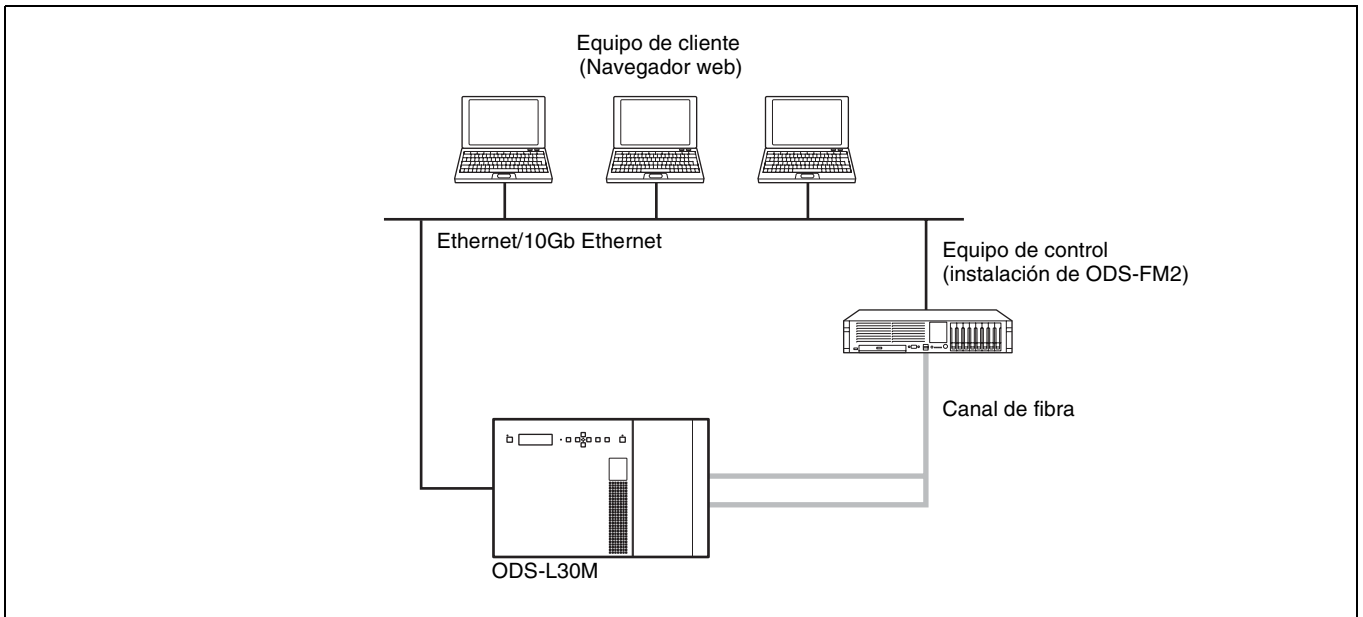 Equipo de cliente
(Navegador web)
Ethernet/10Gb Ethernet
Equipo de control
(instalación de ODS-FM2)
Canal de fibra
ODS-L30M